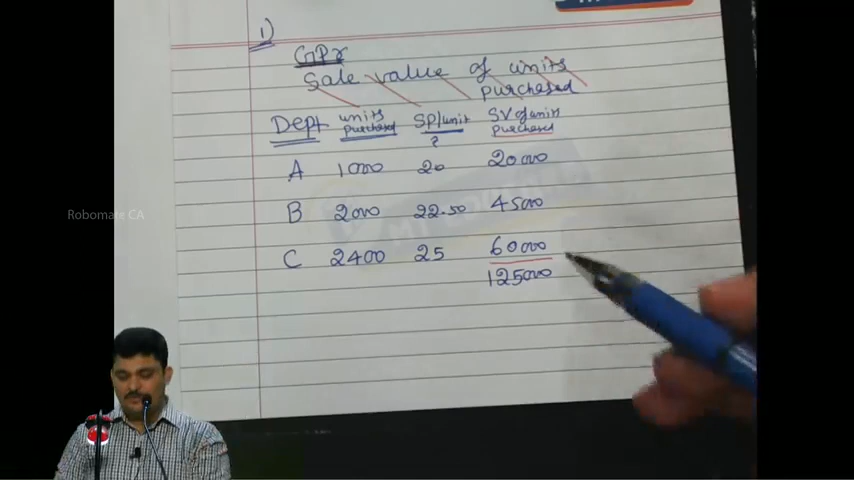 1)
GPr
Sale value of units
purchased
Dept units purchased SP/unit SV of units purchased
?
A 1000 20 20000
B 2000 22.50 45000
C 2400 25 60000
125000
Robomate CA